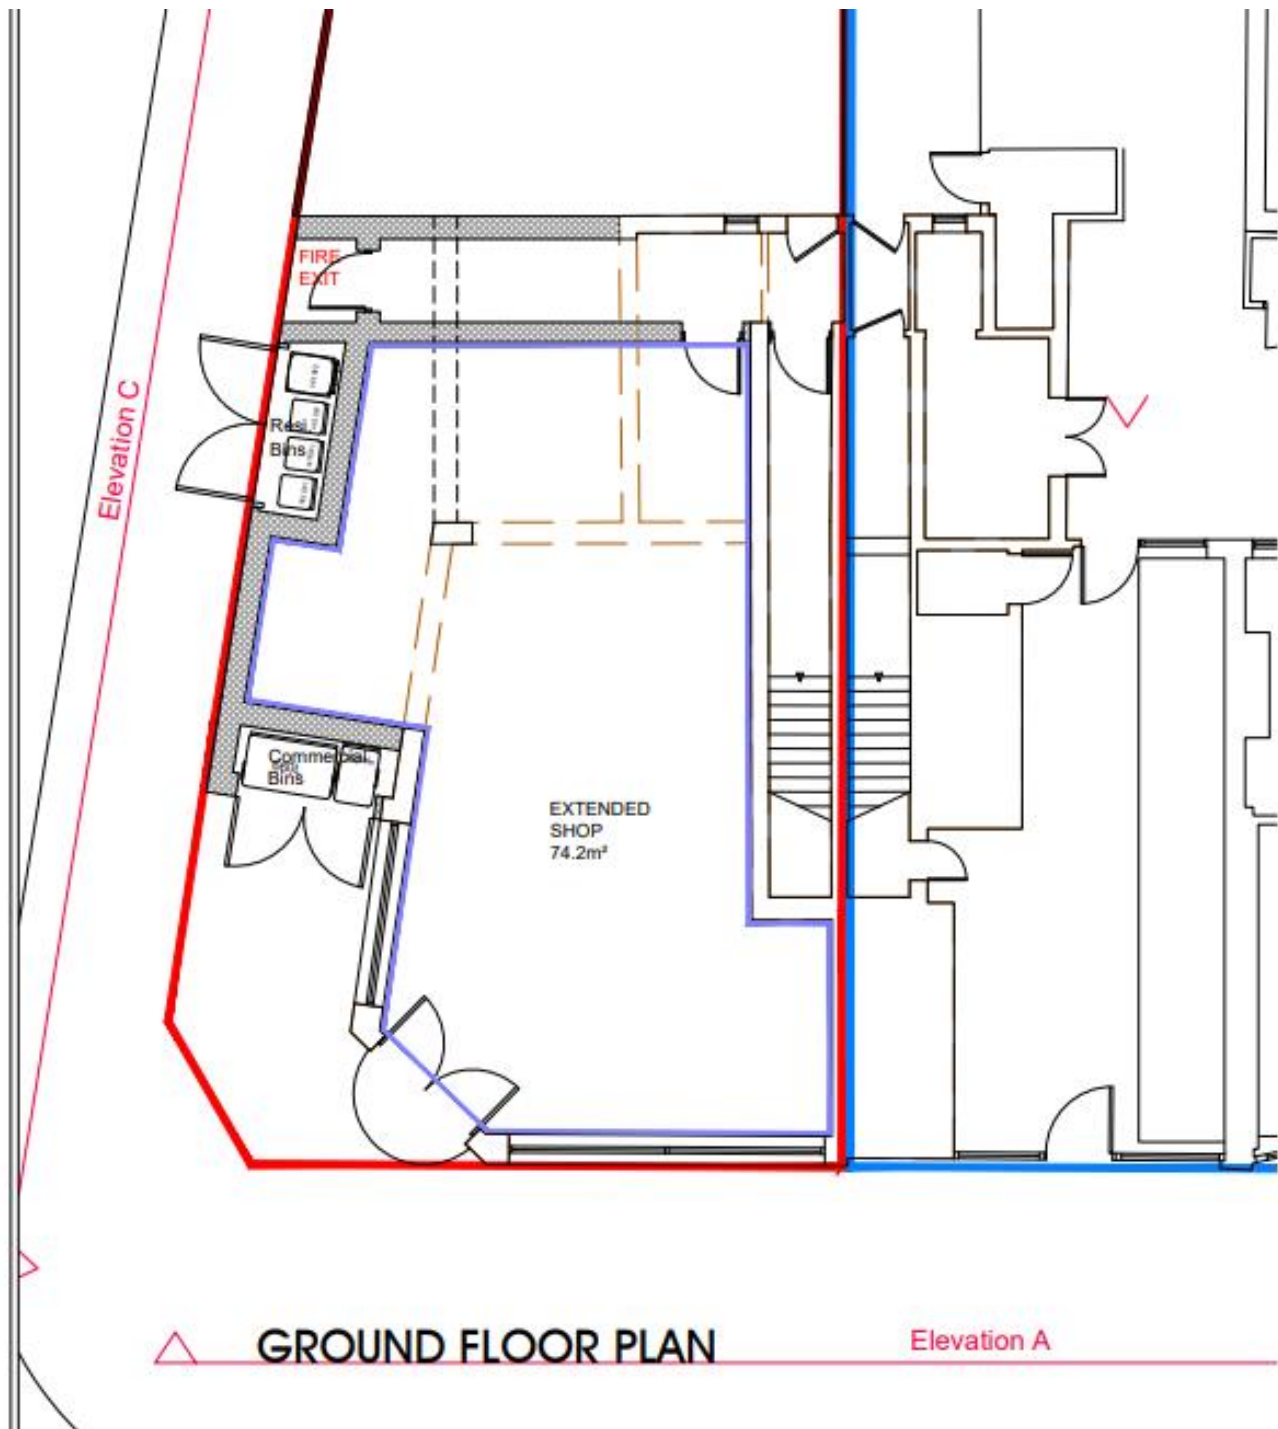 FIRE
EXIT
Elevation C
Resi
Bins
Commercial
Bins
EXTENDED
SHOP
74.2m²
GROUND FLOOR PLAN
Elevation A